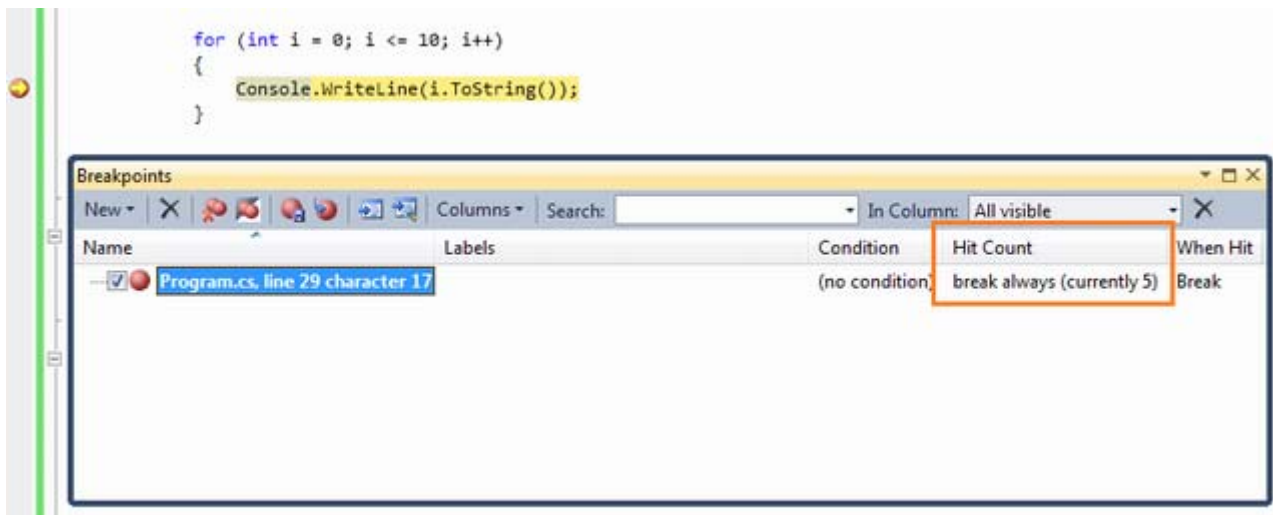 for (int i = 0; i <= 10; i++)
{
Console.WriteLine(i.ToString());
}
Breakpoints
New Columns Search: In Column: All visible
Name Labels Condition Hit Count When Hit
Program.cs, line 29 character 17 (no condition) break always (currently 5) Break